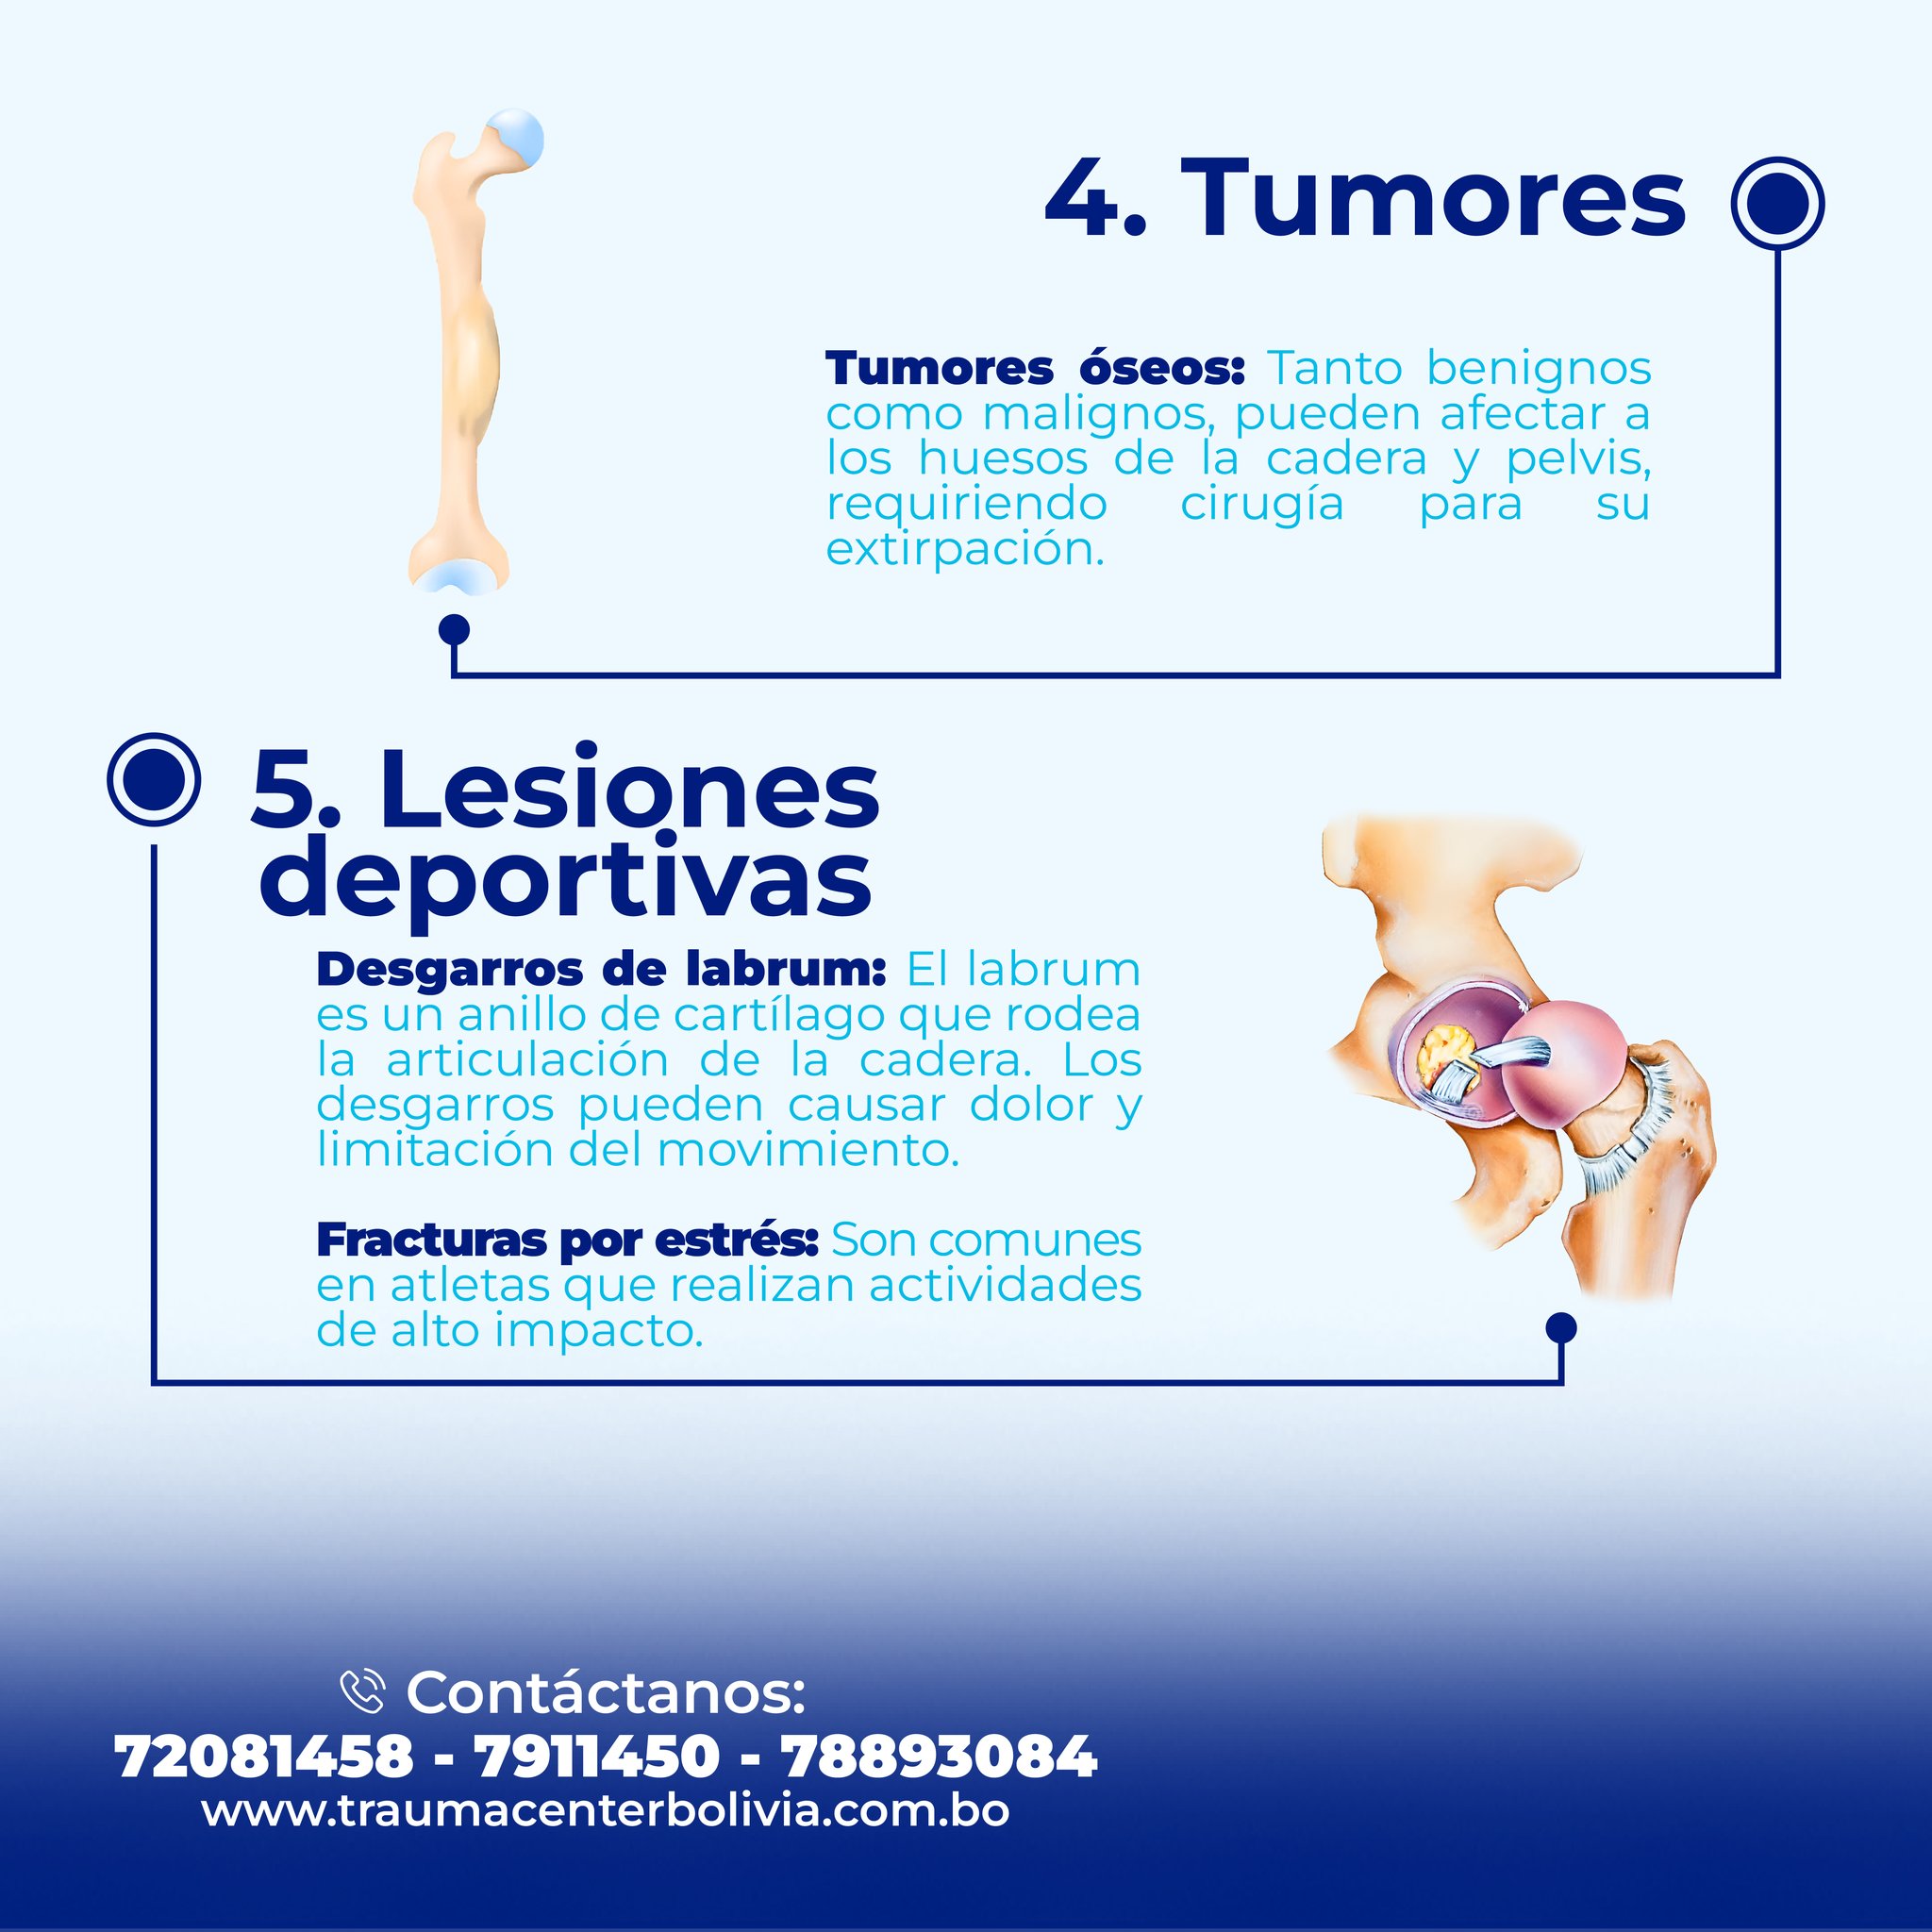 4. Tumores
Tumores óseos: Tanto benignos
como malignos, pueden afectar a
los huesos de la cadera y pelvis,
requiriendo cirugía para su
extirpación.
5. Lesiones
deportivas
Desgarros de labrum: El labrum
es un anillo de cartílago que rodea
la articulación de la cadera. Los
desgarros pueden causar dolor y
limitación del movimiento.
Fracturas por estrés: Son comunes
en atletas que realizan actividades
de alto impacto.
Contáctanos:
72081458 - 7911450 - 78893084
www.traumacenterbolivia.com.bo